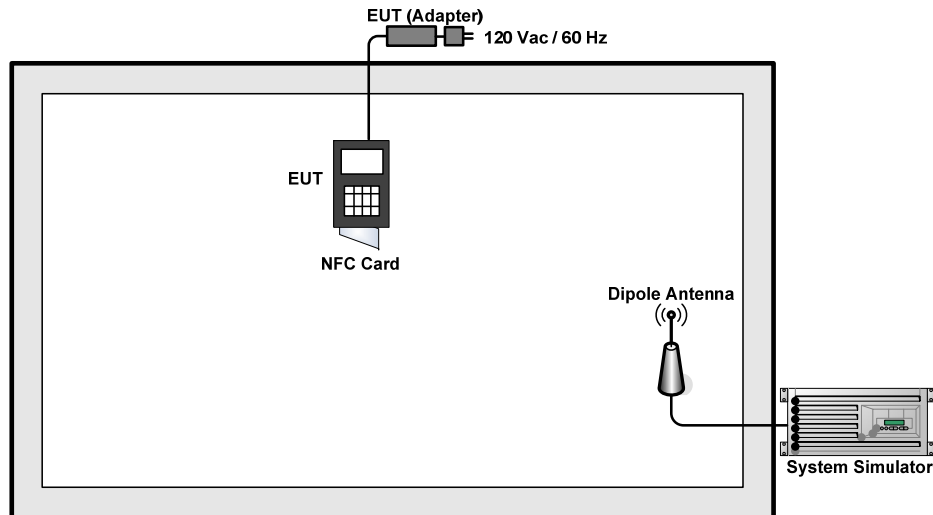 EUT (Adapter)
120 Vac / 60 Hz
EUT
NFC Card
Dipole Antenna
System Simulator